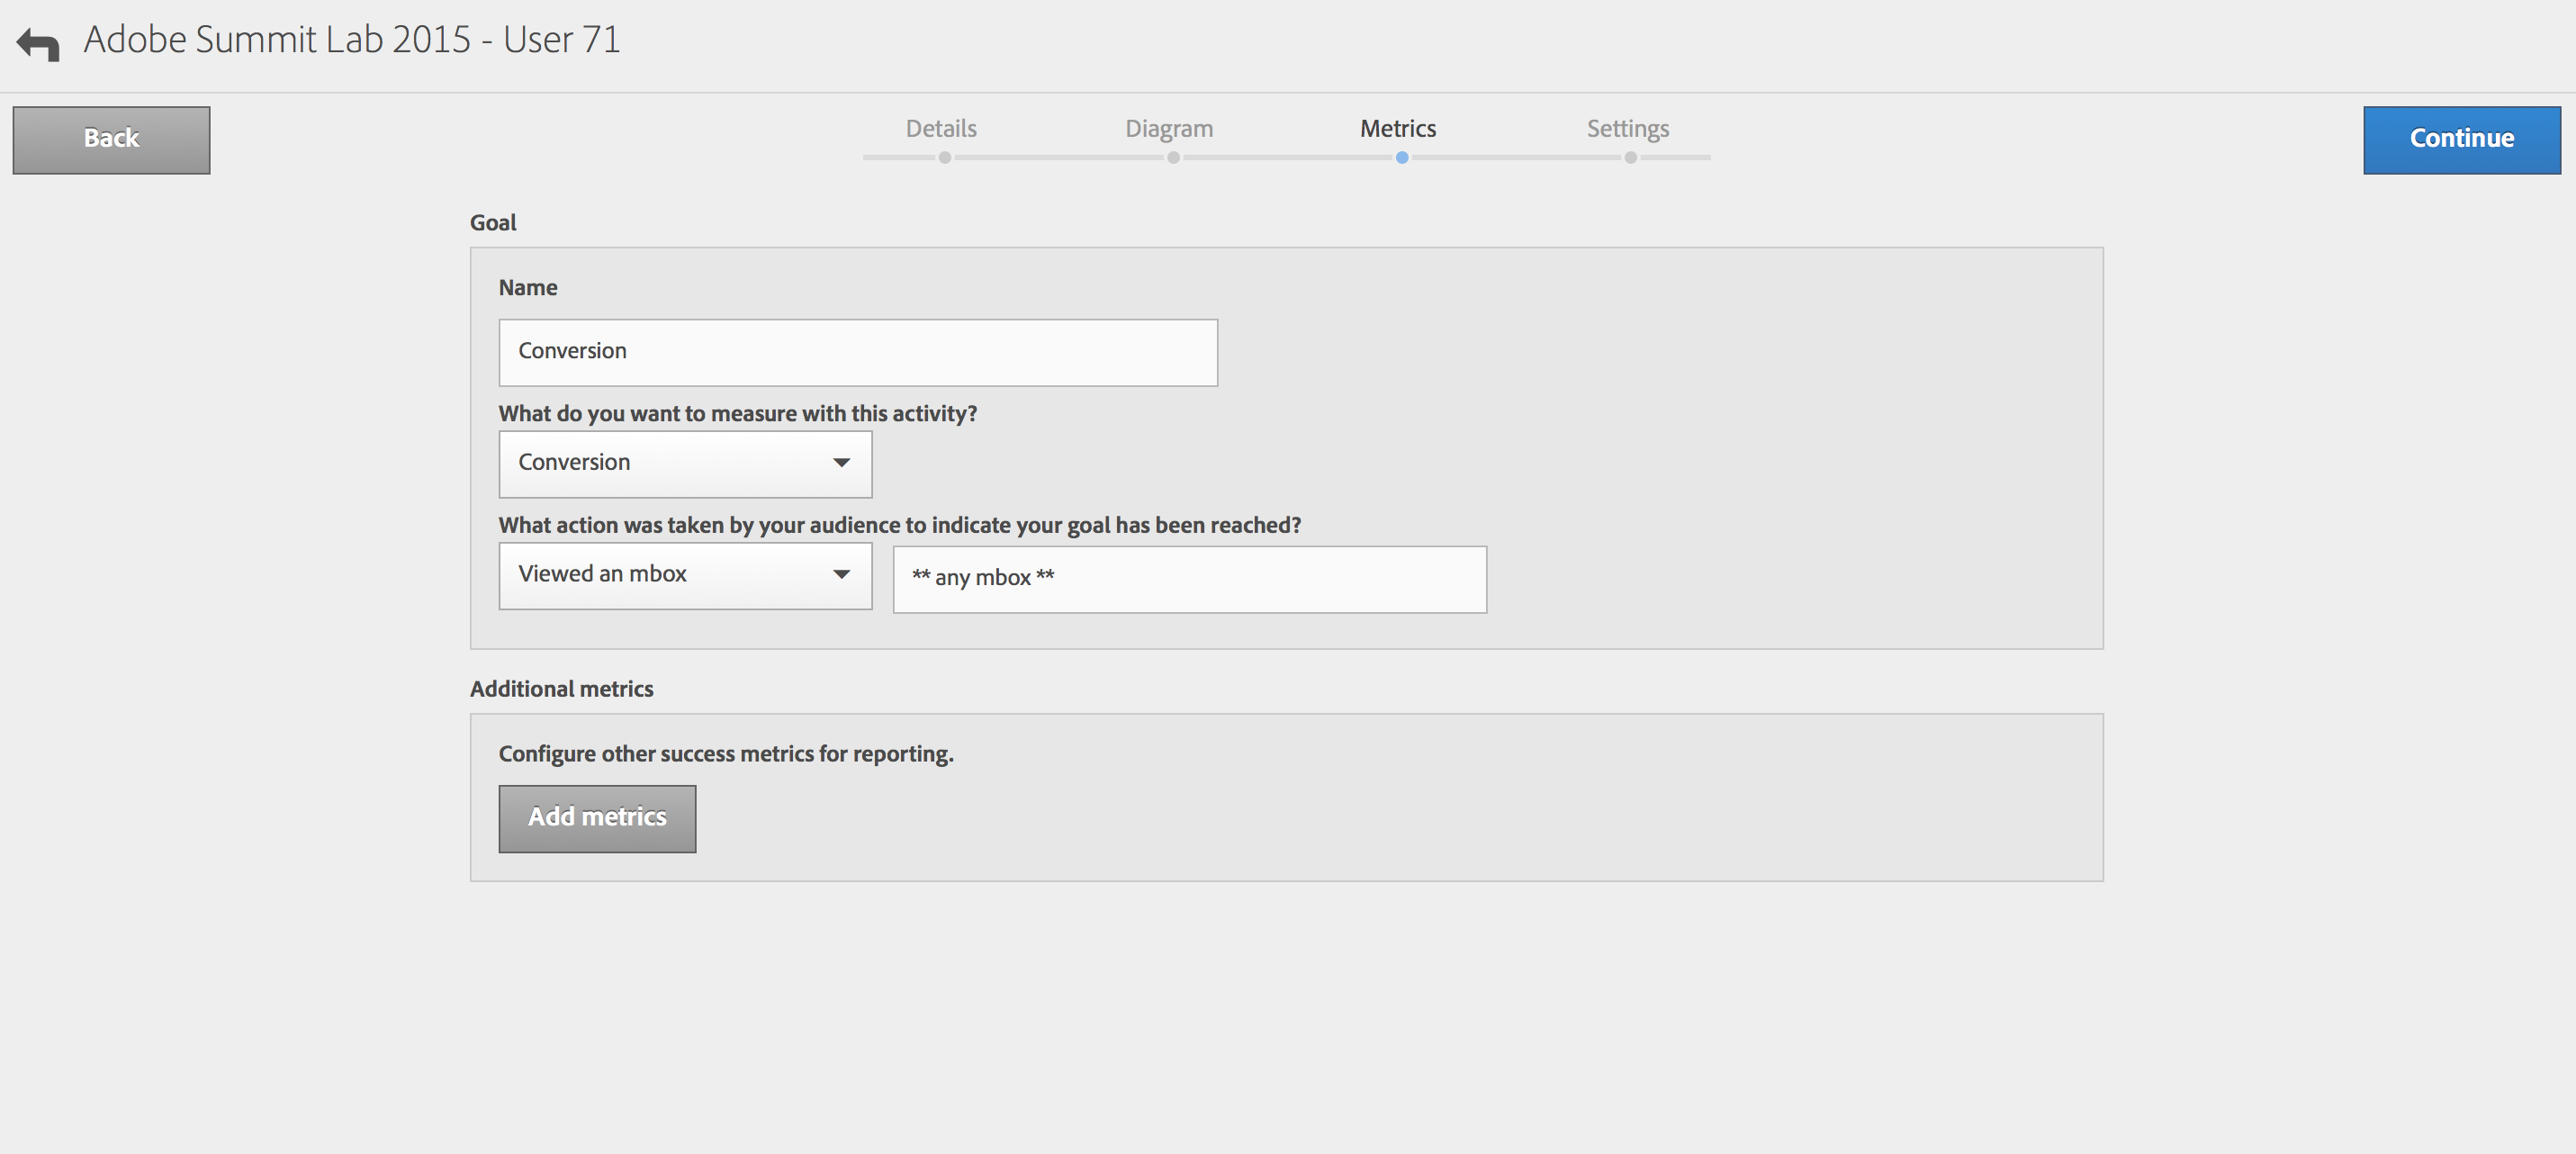 Adobe Summit Lab 2015 - User 71
Back
Details
Diagram
Metrics
Settings
Continue
Goal
Name
Conversion
What do you want to measure with this activity?
Conversion
What action was taken by your audience to indicate your goal has been reached?
Viewed an mbox
** any mbox **
Additional metrics
Configure other success metrics for reporting.
Add metrics